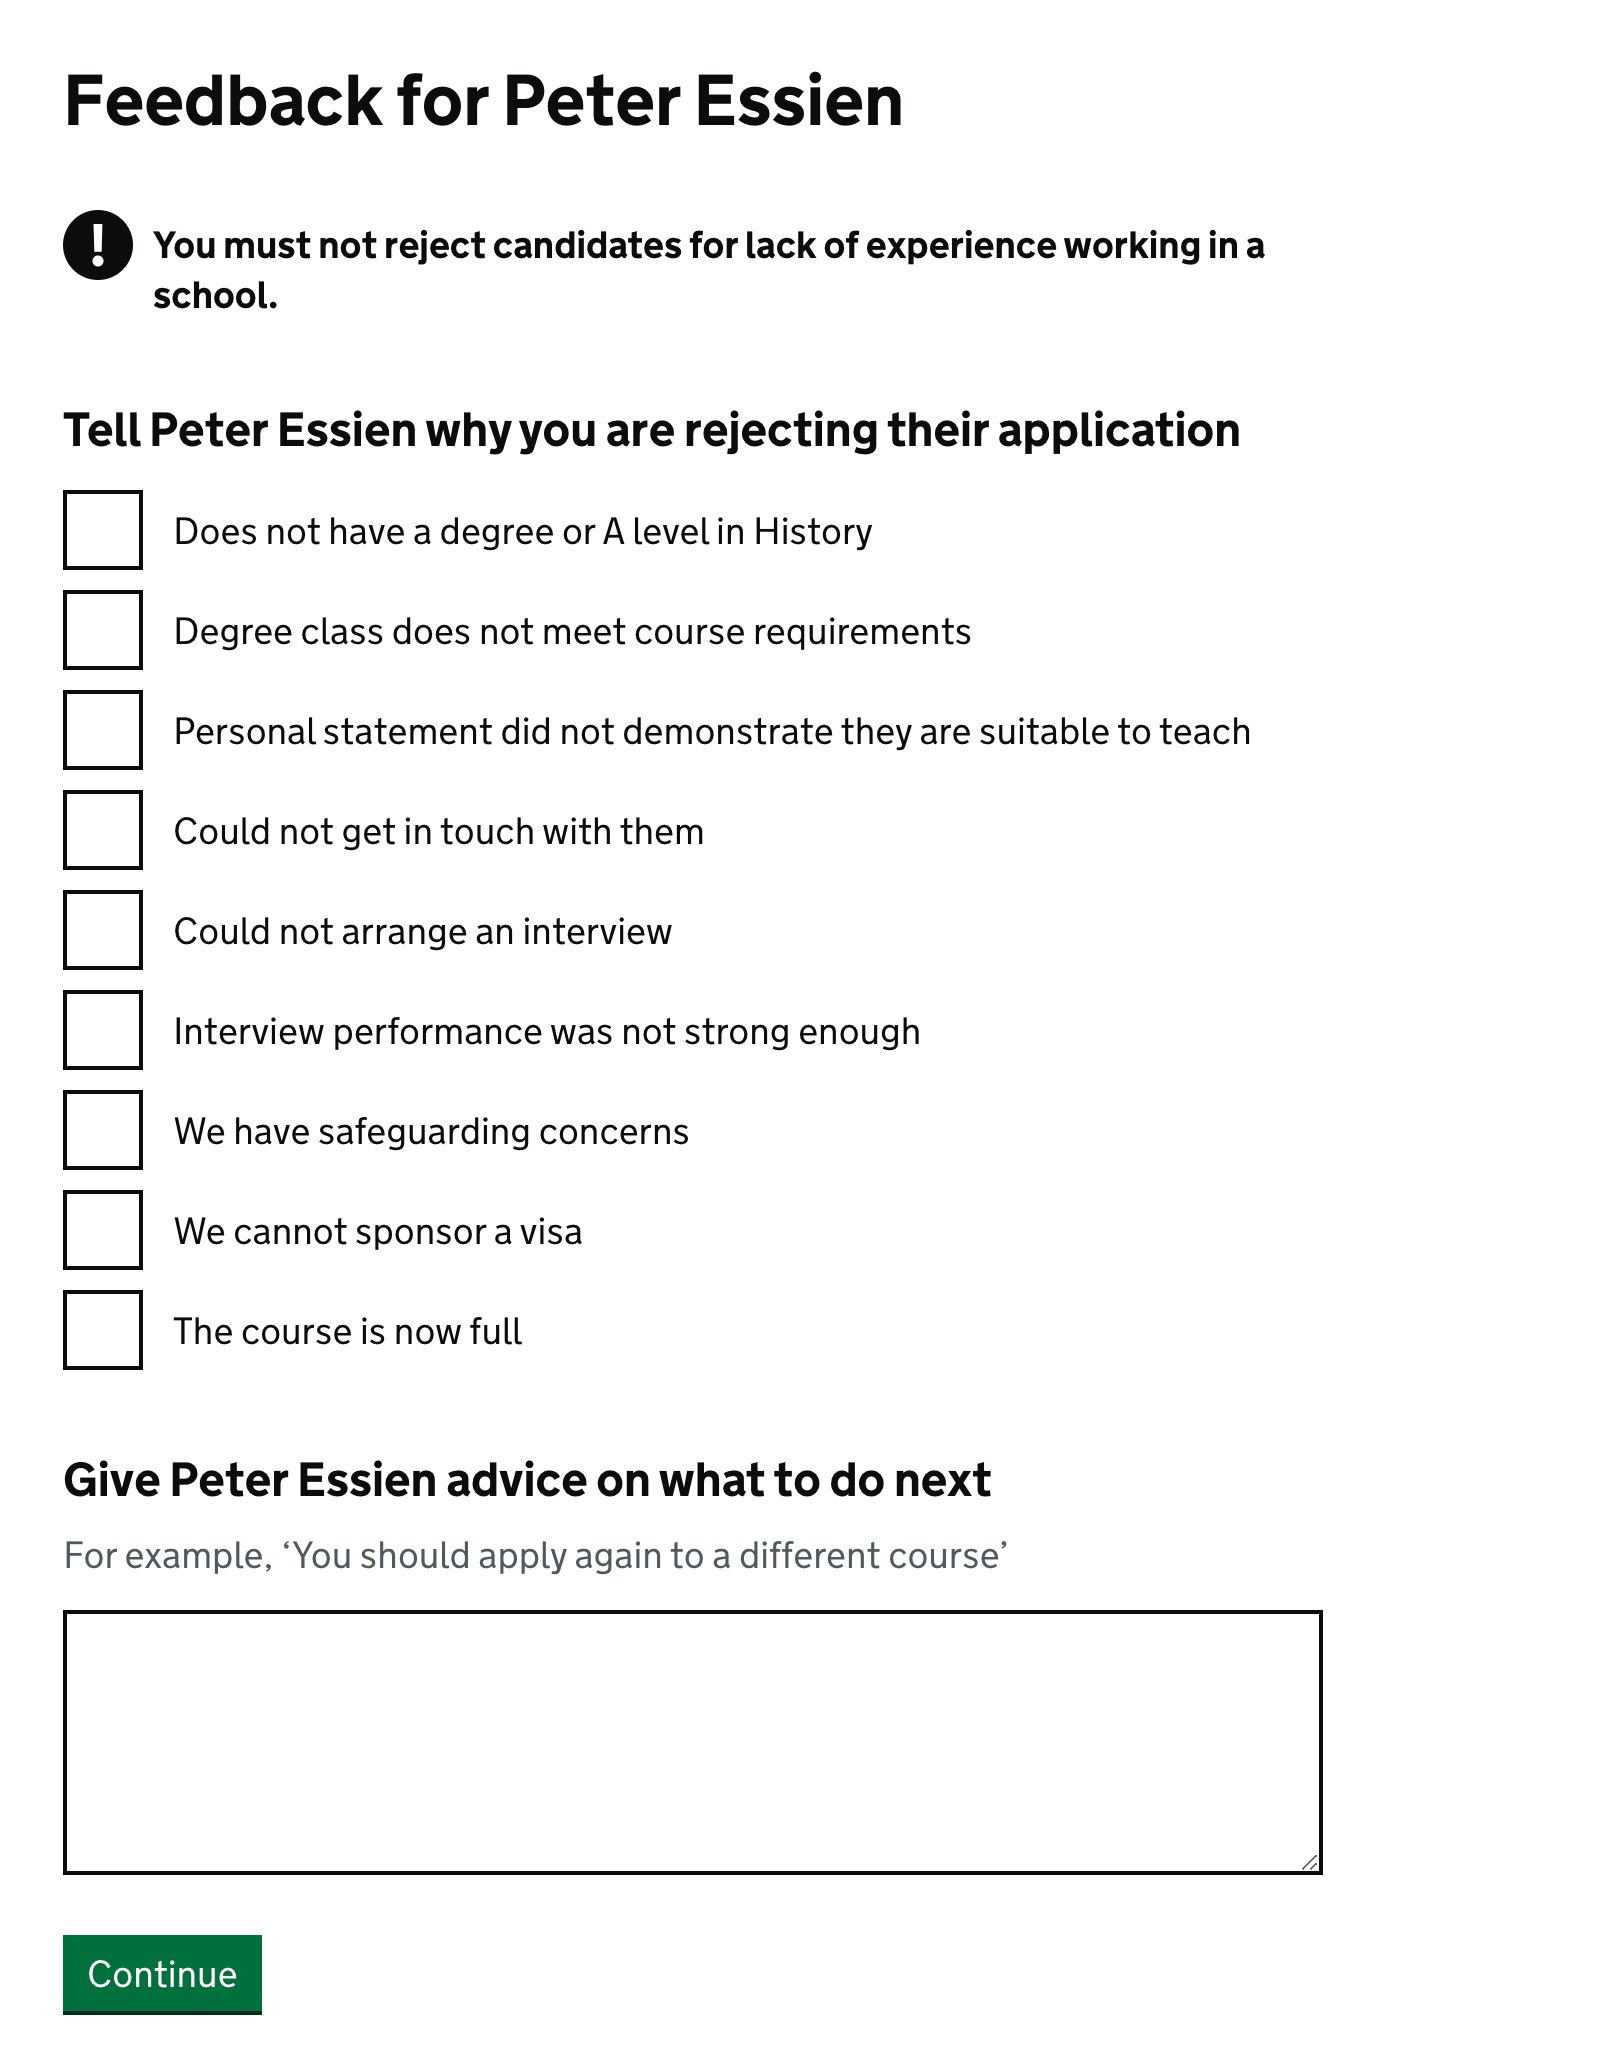 Feedback for Peter Essien
!
You must not reject candidates for lack of experience working in a
school.
Tell Peter Essien why you are rejecting their application
Does not have a degree or A level in History
Degree class does not meet course requirements
Personal statement did not demonstrate they are suitable to teach
Could not get in touch with them
Could not arrange an interview
Interview performance was not strong enough
We have safeguarding concerns
We cannot sponsor a visa
The course is now full
Give Peter Essien advice on what to do next
For example, ‘You should apply again to a different course’
Continue